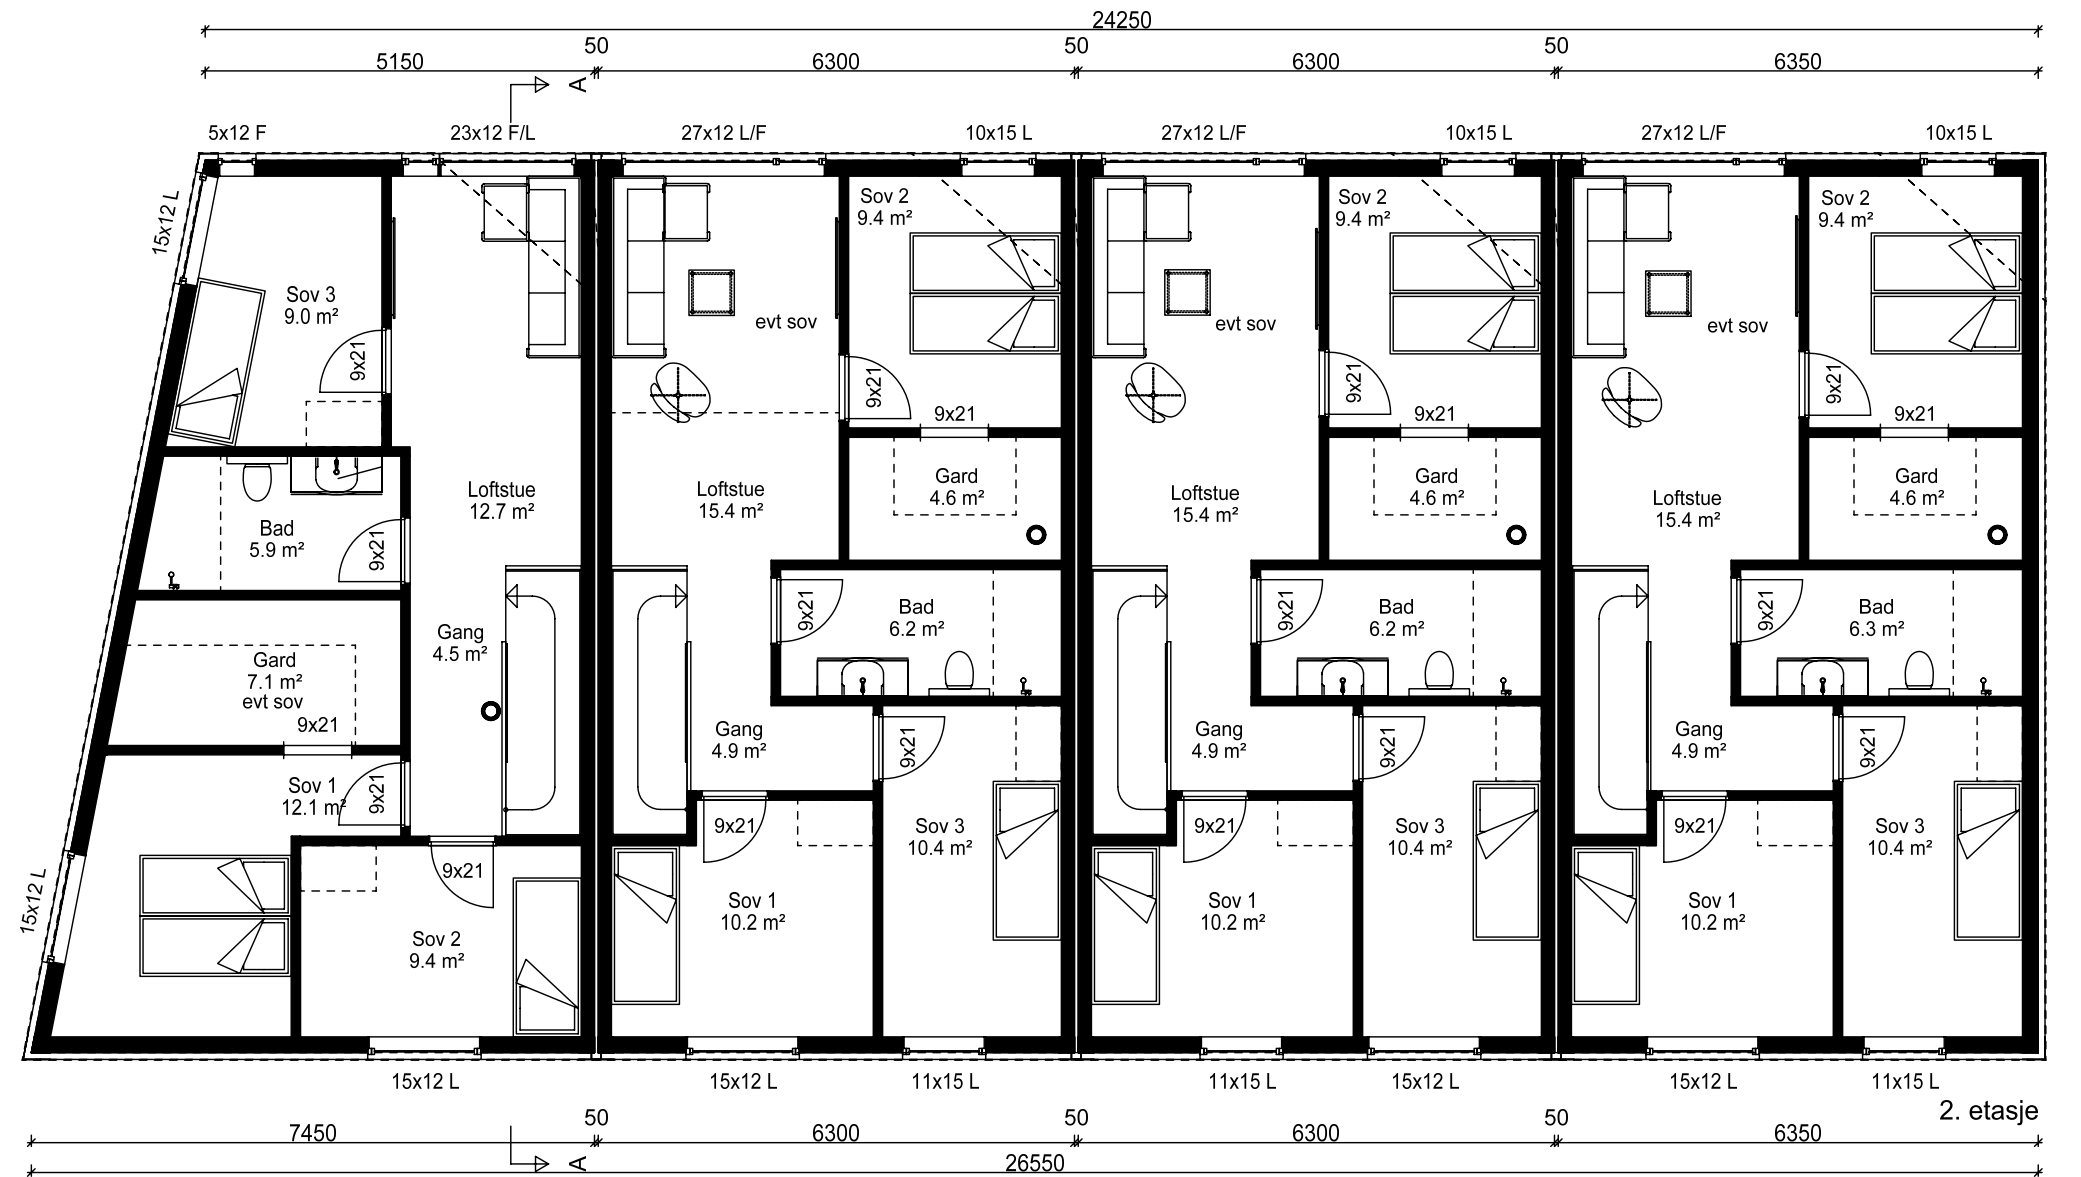 24250
50
50
50
5150
6300
6300
6350
A
5x12 F
23x12 F/L
27x12 L/F
10x15 L
27x12 L/F
10x15 L
27x12 L/F
10x15 L
15x12 L
Sov 3
9.0 m²
9x21
Bad
5.9 m²
9x21
Loftstue
12.7 m²
Gang
4.5 m²
Gard
7.1 m²
evt sov
9x21
Sov 1
12.1 m²
9x21
15x12 L
9x21
Sov 2
9.4 m²
evt sov
Sov 2
9.4 m²
9x21
9x21
Loftstue
15.4 m²
Gard
4.6 m²
9x21
Bad
6.2 m²
Gang
4.9 m²
9x21
9x21
Sov 1
10.2 m²
Sov 3
10.4 m²
evt sov
Sov 2
9.4 m²
9x21
9x21
Loftstue
15.4 m²
Gard
4.6 m²
9x21
Bad
6.2 m²
Gang
4.9 m²
9x21
9x21
Sov 1
10.2 m²
Sov 3
10.4 m²
evt sov
Sov 2
9.4 m²
9x21
9x21
Loftstue
15.4 m²
Gard
4.6 m²
9x21
Bad
6.3 m²
Gang
4.9 m²
9x21
9x21
Sov 1
10.2 m²
Sov 3
10.4 m²
15x12 L
15x12 L
11x15 L
11x15 L
15x12 L
15x12 L
11x15 L
2. etasje
50
50
50
7450
6300
6300
6350
A
26550